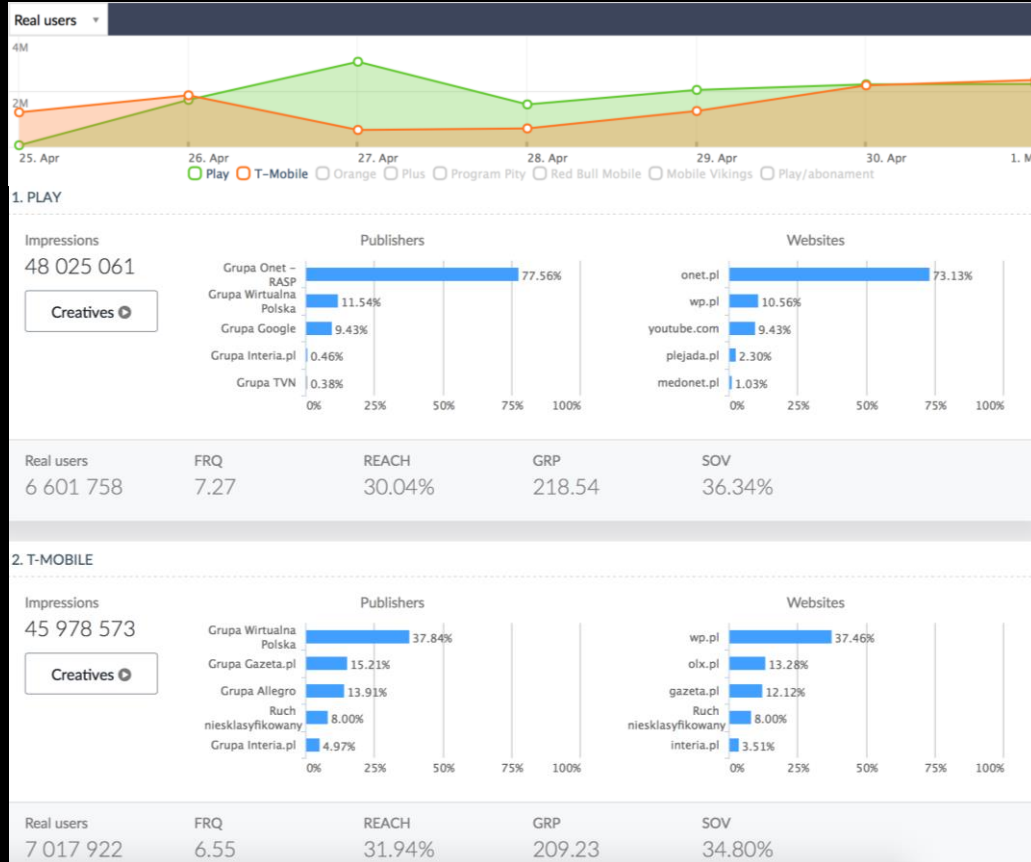 Real users
4M
2M
25. Apr 26. Apr 27. Apr 28. Apr 29. Apr 30. Apr 1. M
Play T-Mobile Orange Plus Program Pity Red Bull Mobile Mobile Vikings Play/abonament
1. PLAY
Impressions
48 025 061
Creatives
Publishers
Grupa Onet –
RASP
77.56%
Grupa Wirtualna
Polska
11.54%
Grupa Google 9.43%
Grupa Interia.pl 0.46%
Grupa TVN 0.38%
0% 25% 50% 75% 100%
Websites
onet.pl 73.13%
wp.pl 10.56%
youtube.com 9.43%
plejada.pl 2.30%
medonet.pl 1.03%
0% 25% 50% 75% 100%
Real users FRQ REACH GRP SOV
6 601 758 7.27 30.04% 218.54 36.34%
2. T-MOBILE
Impressions
45 978 573
Creatives
Publishers
Grupa Wirtualna
Polska
37.84%
Grupa Gazeta.pl 15.21%
Grupa Allegro 13.91%
Ruch
niesklasyfikowany
8.00%
Grupa Interia.pl 4.97%
0% 25% 50% 75% 100%
Websites
wp.pl 37.46%
olx.pl 13.28%
gazeta.pl 12.12%
Ruch
niesklasyfikowany
8.00%
interia.pl 3.51%
0% 25% 50% 75% 100%
Real users FRQ REACH GRP SOV
7 017 922 6.55 31.94% 209.23 34.80%